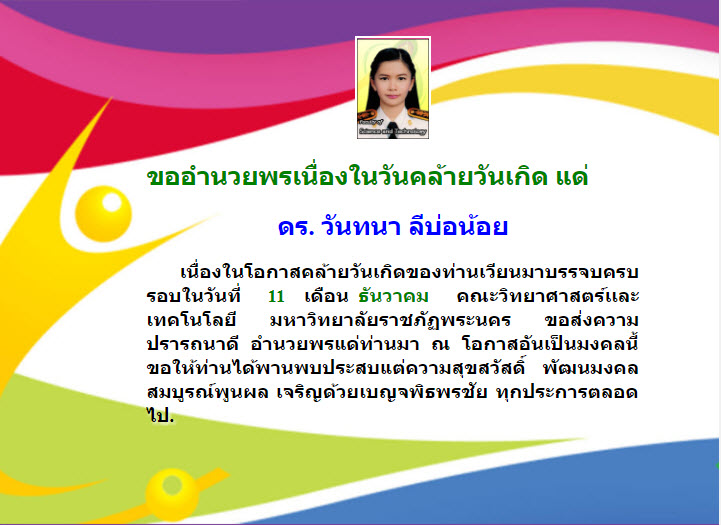 Science and Technology
ขออำนวยพรเนื่องในวันคล้ายวันเกิด แด่
ดร. วันทนา ลีบ่อน้อย
เนื่องในโอกาสคล้ายวันเกิดของท่านเวียนมาบรรจบครบ
รอบในวันที่ 11 เดือน ธันวาคม คณะวิทยาศาสตร์และ
เทคโนโลยี มหาวิทยาลัยราชภัฏพระนคร ขอส่งความ
ปรารถนาดี อำนวยพรแด่ท่านมา ณ โอกาสอันเป็นมงคลนี้
ขอให้ท่านได้พานพบประสบแต่ความสุขสวัสดิ์ พัฒนมงคล
สมบูรณ์พูนผล เจริญด้วยเบญจพิธพรชัย ทุกประการตลอด
ไป.